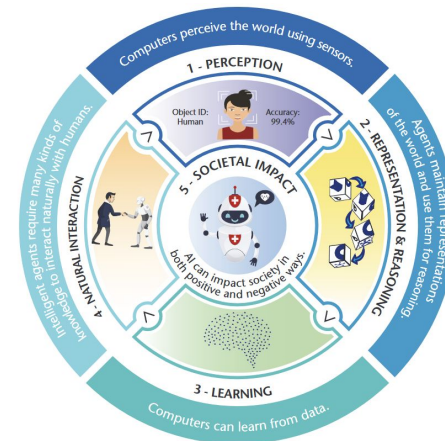 Computers perceive the world using sensors.
1 - PERCEPTION
Object ID:
Human
Accuracy:
99.4%
Agents maintain representations
of the world and use them for reasoning.
2 - REPRESENTATION & REASONING
5 - SOCIETAL IMPACT
AI can impact society in
both positive and negative ways.
3 - LEARNING
Computers can learn from data.
4 - NATURAL INTERACTION
Intelligent agents require many kinds of
knowledge to interact naturally with humans.